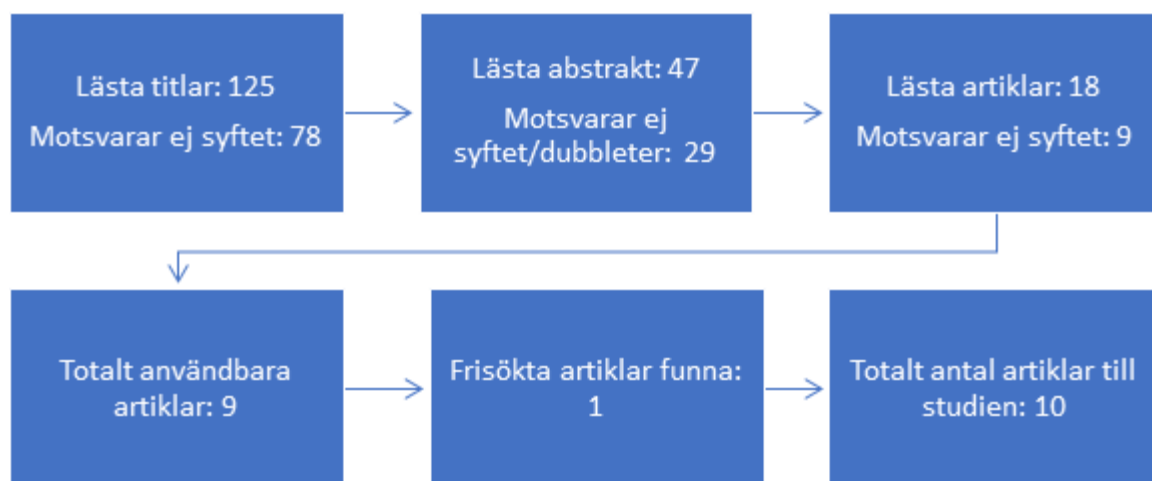 Lästa titlar: 125
Motsvarar ej syftet: 78
Lästa abstrakt: 47
Motsvarar ej
syftet/dubbleter: 29
Lästa artiklar: 18
Motsvarar ej syftet: 9
Totalt användbara
artiklar: 9
Frisökta artiklar funna:
1
Totalt antal artiklar till
studien: 10